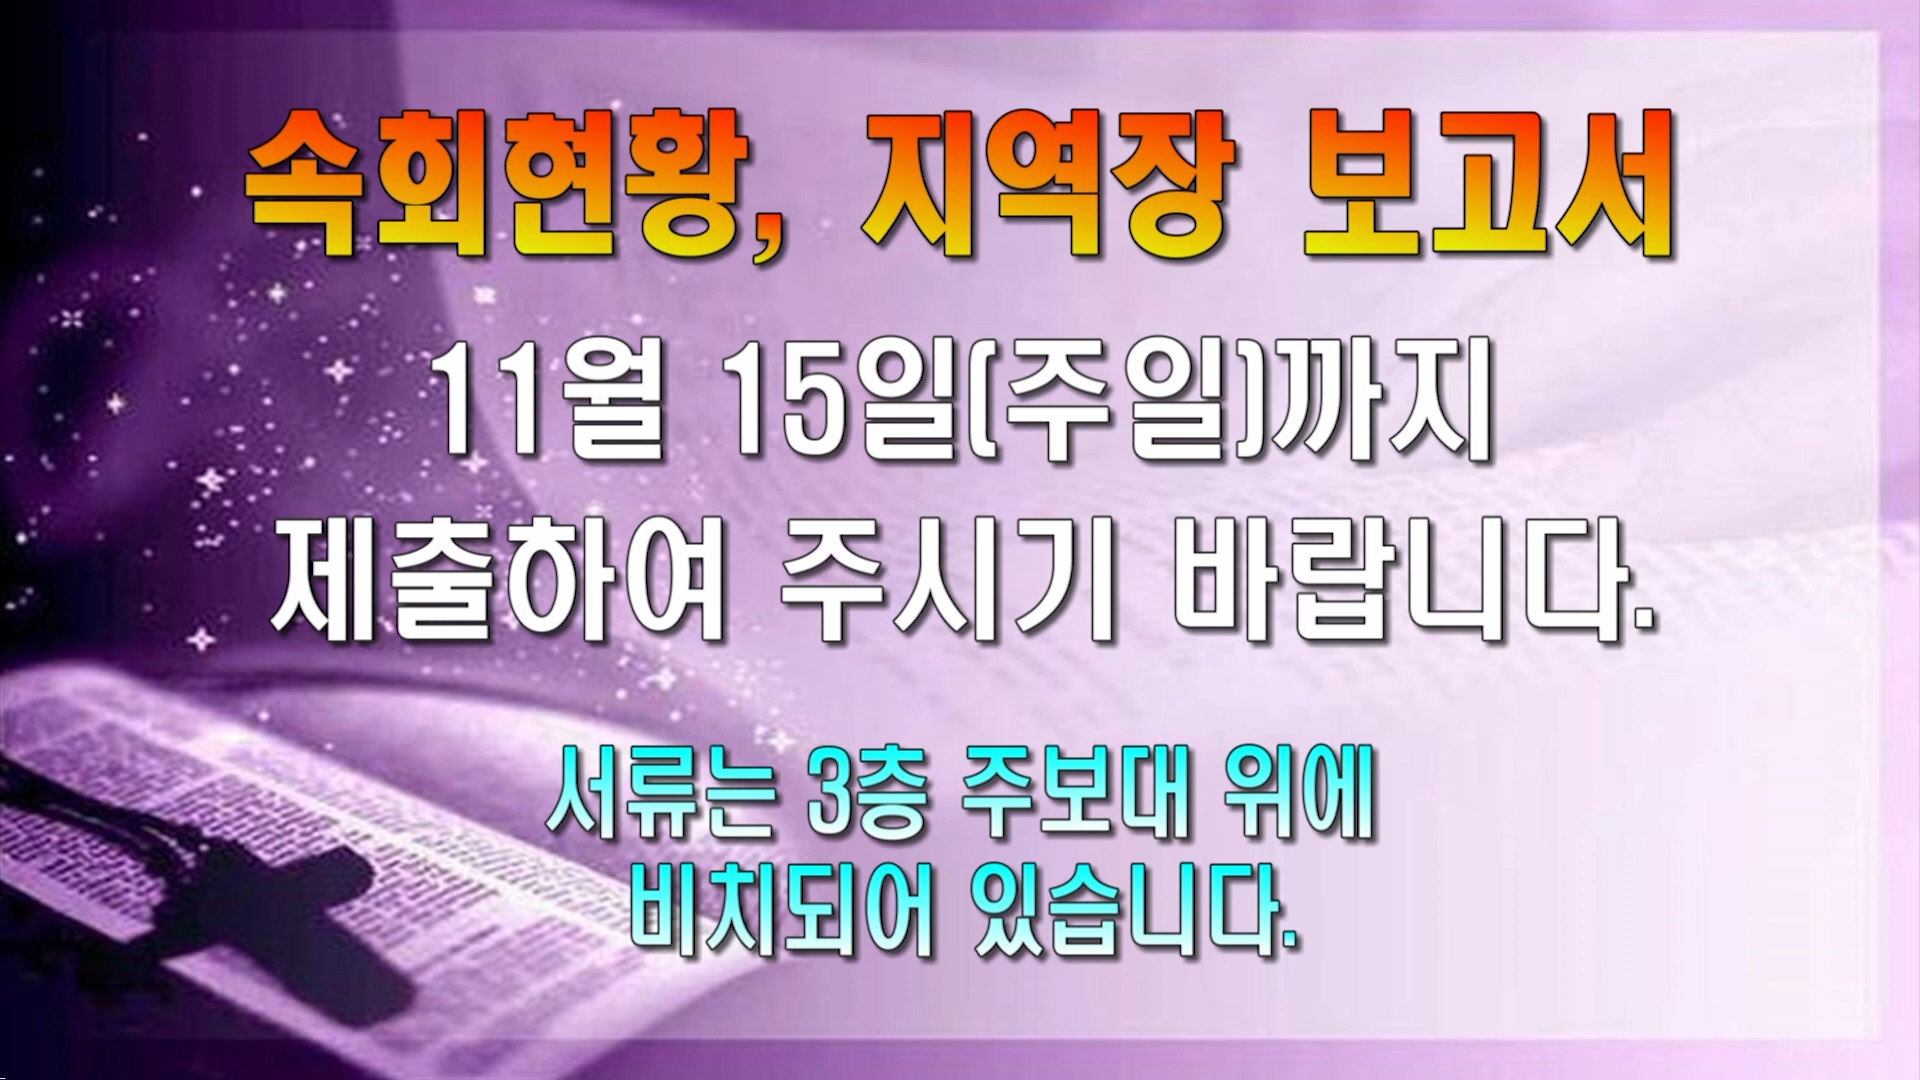 속회현황, 지역장 보고서
11월 15일(주일)까지
제출하여 주시기 바랍니다.
서류는 3층 주보대 위에
비치되어 있습니다.